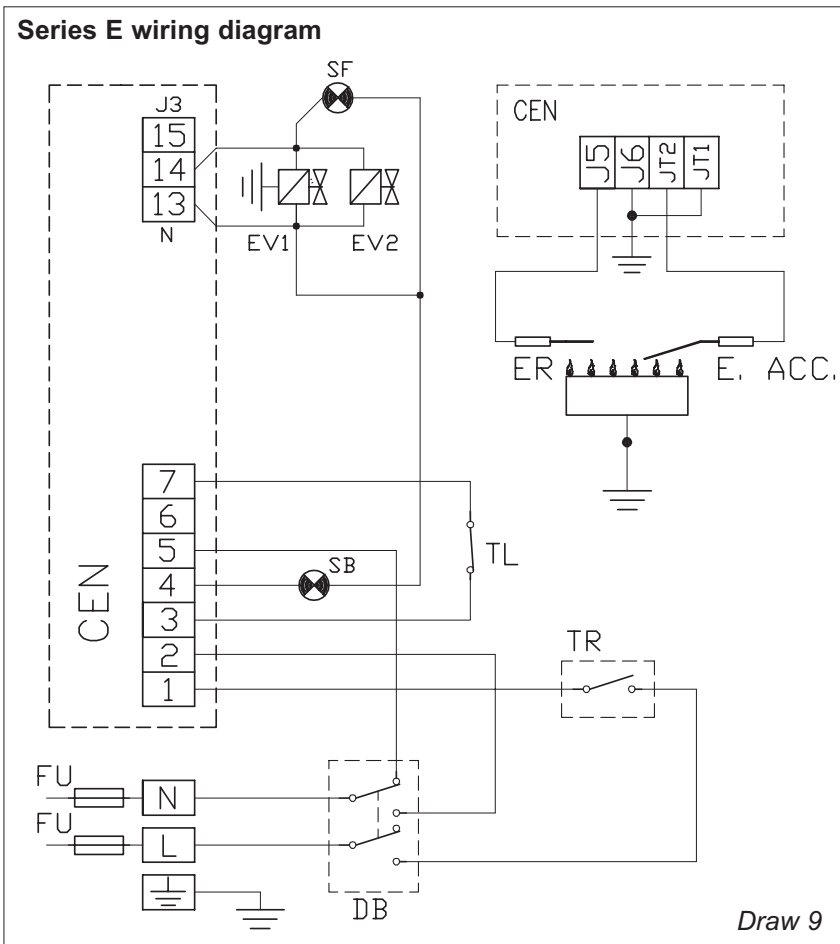 Series E wiring diagram
SF
J3
15
14
13
N
EV1 EV2
CEN
J5 J6 JT2 JT1
ER E. ACC.
7
6
5
4
3
2
1
CEN
SB
TL
TR
FU N
FU L
DB
Draw 9